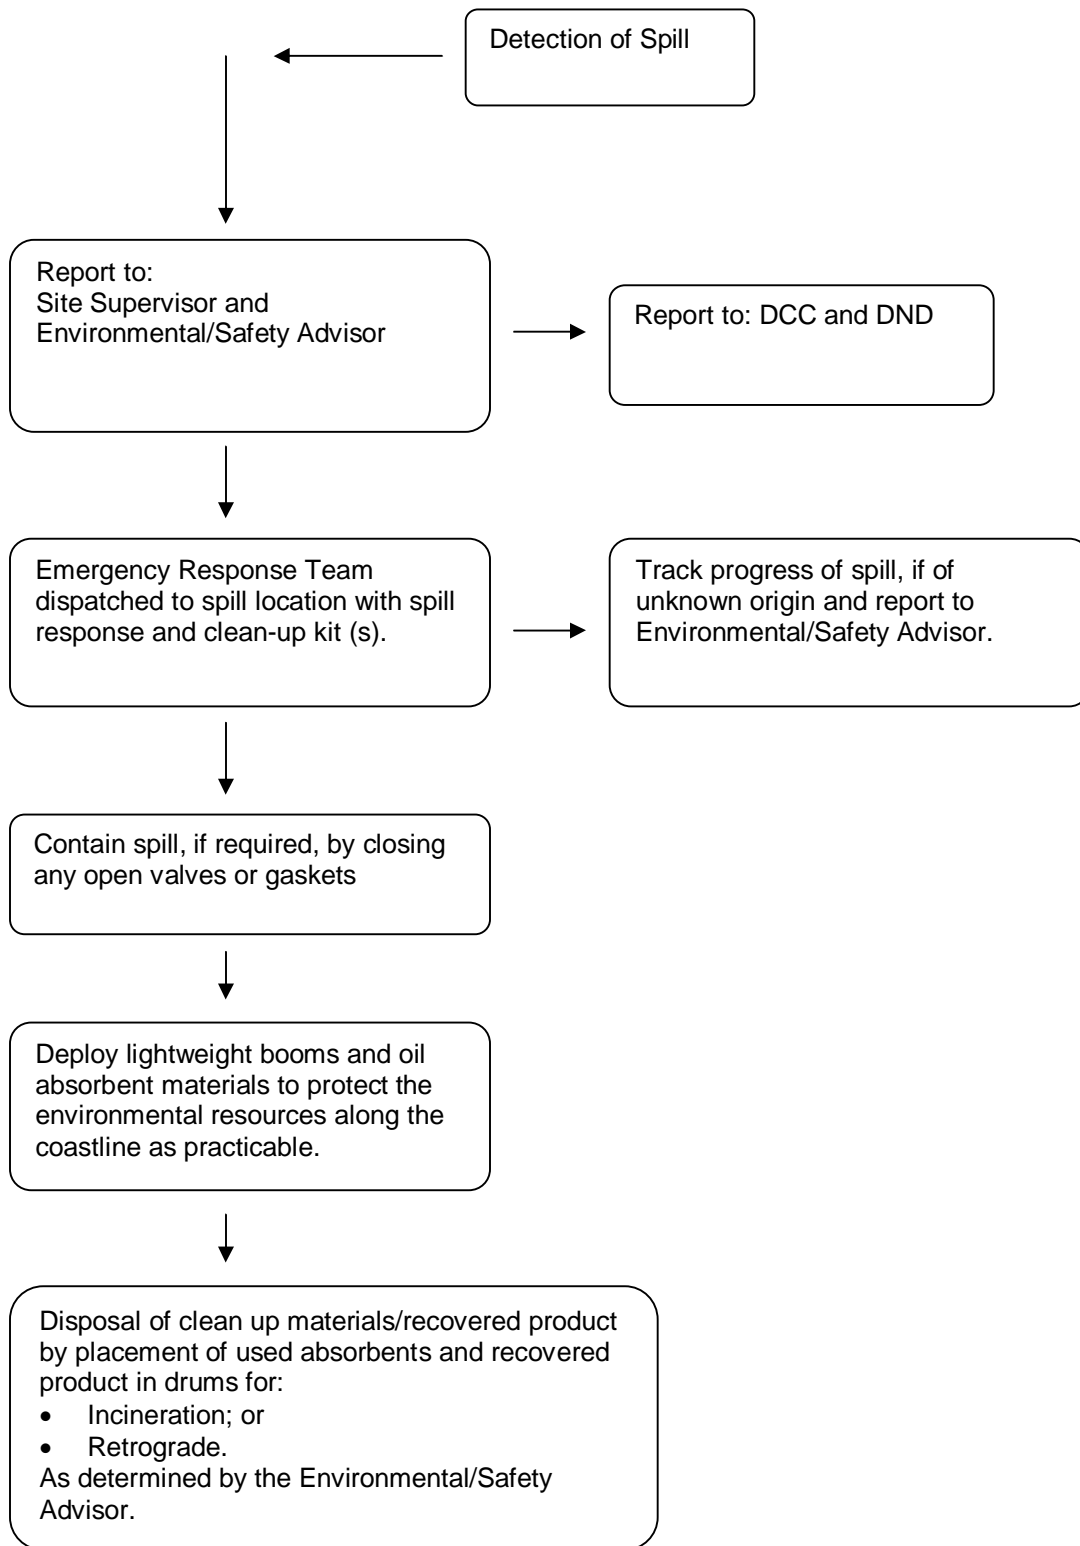 Detection of Spill
Report to:
Site Supervisor and
Environmental/Safety Advisor
Report to: DCC and DND
Emergency Response Team
dispatched to spill location with spill
response and clean-up kit (s).
Track progress of spill, if of
unknown origin and report to
Environmental/Safety Advisor.
Contain spill, if required, by closing
any open valves or gaskets
Deploy lightweight booms and oil
absorbent materials to protect the
environmental resources along the
coastline as practicable.
Disposal of clean up materials/recovered product
by placement of used absorbents and recovered
product in drums for:
• Incineration; or
• Retrograde.
As determined by the Environmental/Safety
Advisor.